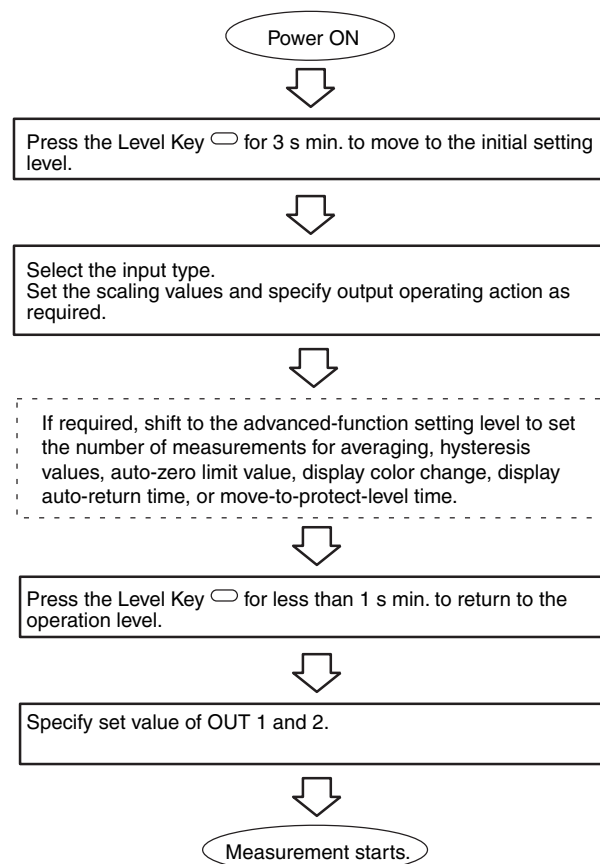 Power ON
Press the Level Key for 3 s min. to move to the initial setting
level.
Select the input type.
Set the scaling values and specify output operating action as
required.
If required, shift to the advanced-function setting level to set
the number of measurements for averaging, hysteresis
values, auto-zero limit value, display color change, display
auto-return time, or move-to-protect-level time.
Press the Level Key for less than 1 s min. to return to the
operation level.
Specify set value of OUT 1 and 2.
Measurement starts.